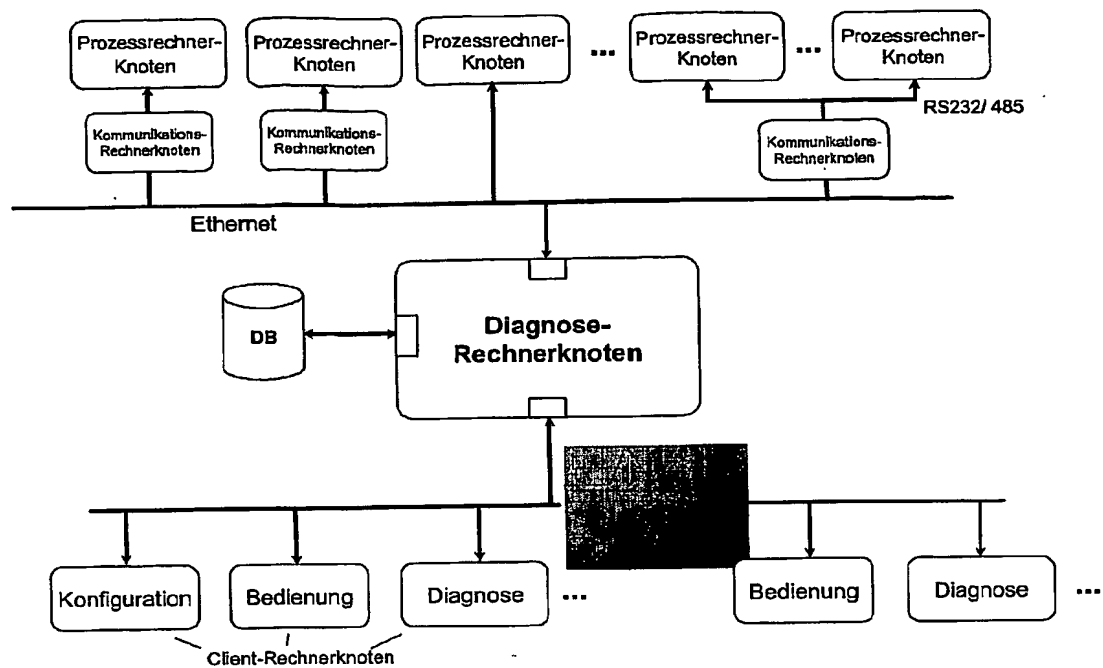 Prozessrechner-
Knoten
Prozessrechner-
Knoten
Prozessrechner-
Knoten
...
Prozessrechner-
Knoten
...
Prozessrechner-
Knoten
RS232/ 485
Kommunikations-
Rechnerknoten
Kommunikations-
Rechnerknoten
Kommunikations-
Rechnerknoten
Ethernet
DB
Diagnose-
Rechnerknoten
Konfiguration
Bedienung
Diagnose
...
Bedienung
Diagnose
...
Client-Rechnerknoten